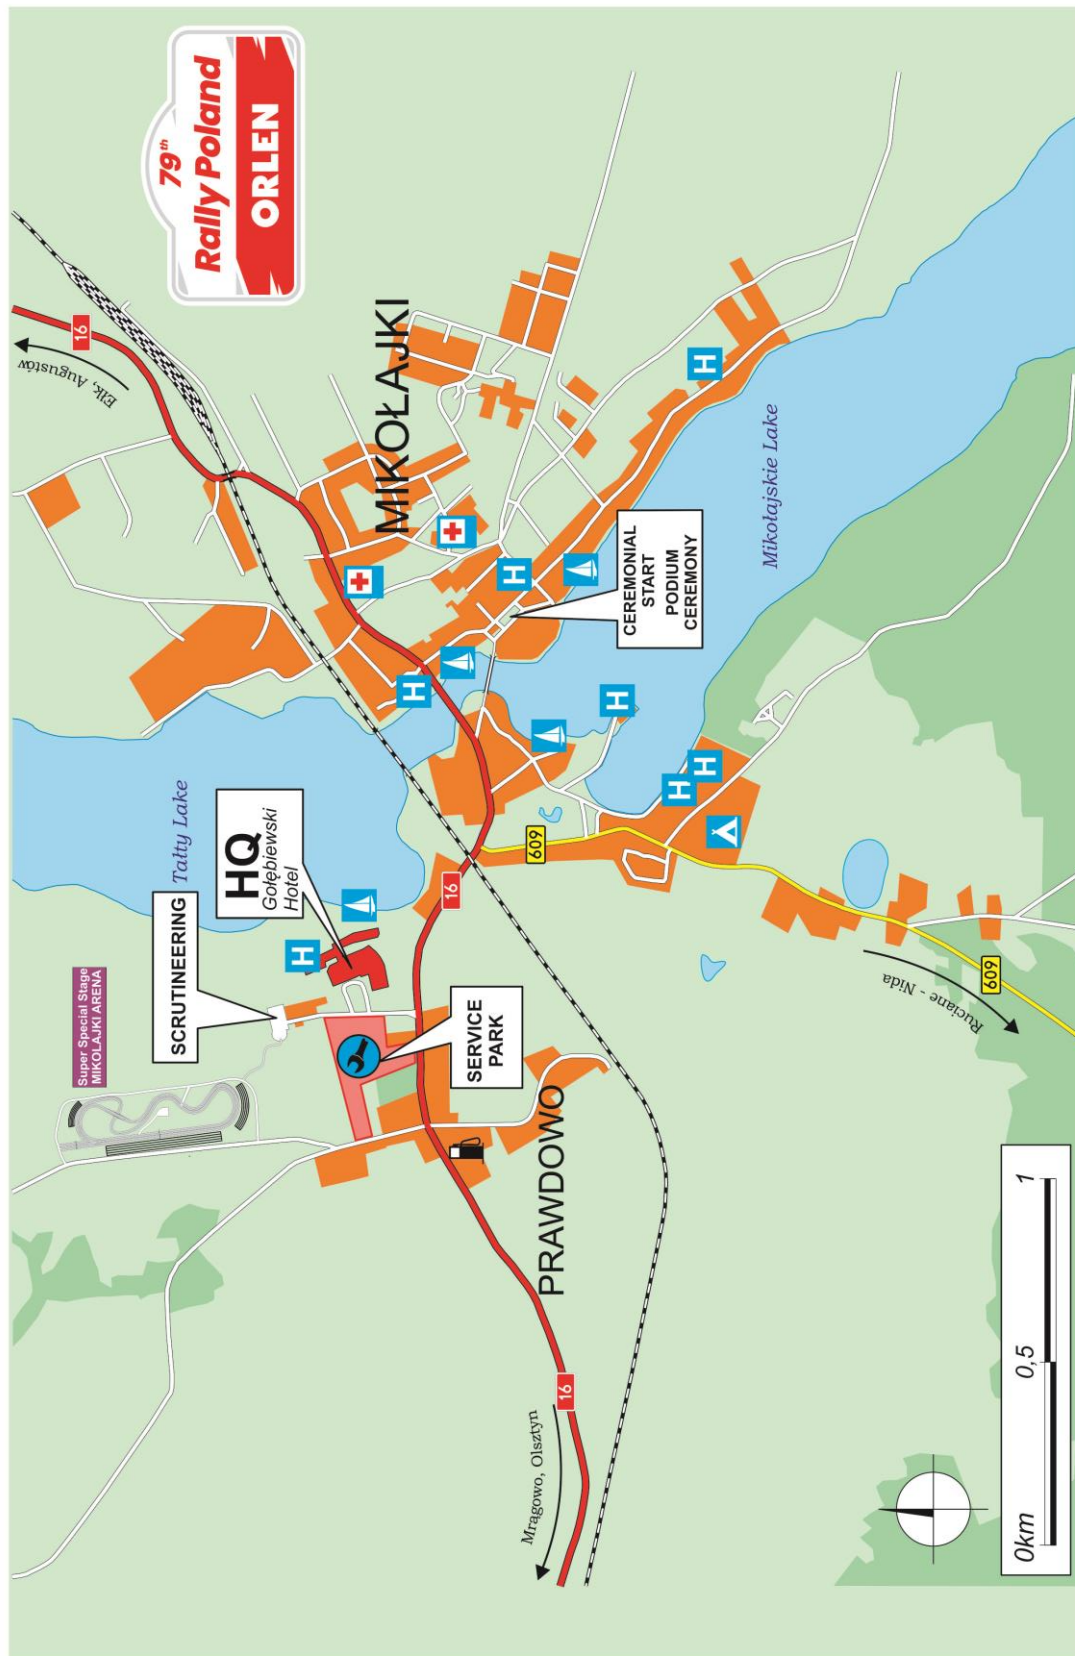 79th
Rally Poland
ORLEN
16
Ełk, Augustów
MIKOŁAJKI
H
Mikołajskie Lake
CEREMONIAL
START
PODIUM
CEREMONY
H
H
H
H
H
Tałty Lake
HQ
Gołębiewski
Hotel
H
SCRUTINEERING
Super Special Stage
MIKOLAJKI ARENA
SERVICE
PARK
16
609
609
Ruciane - Nida
PRAWDOWO
16
Mrągowo, Olsztyn
0km
0,5
1